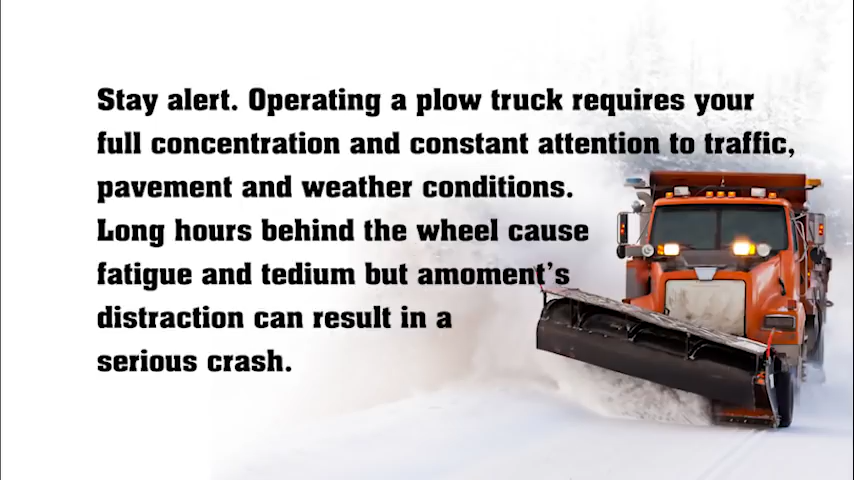 Stay alert. Operating a plow truck requires your
full concentration and constant attention to traffic,
pavement and weather conditions.
Long hours behind the wheel cause
fatigue and tedium but amoment's
distraction can result in a
serious crash.